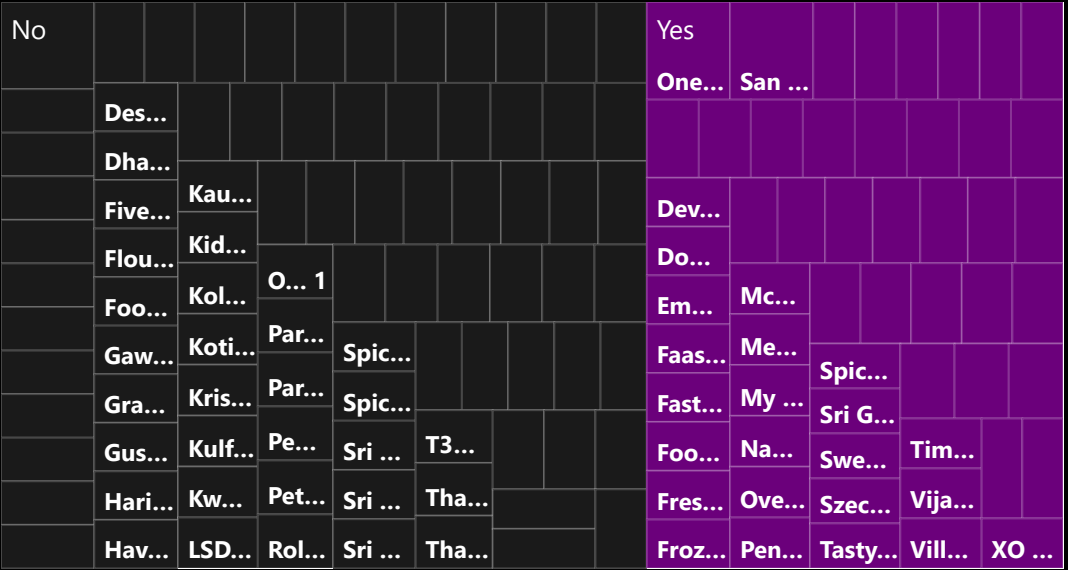 No
Des...
Dha...
Five...
Flou...
Foo...
Gaw...
Gra...
Gus...
Hari...
Hav...
Kau...
Kid...
Kol...
Koti...
Kris...
Kulf...
Kw...
LSD...
O... 1
Par...
Par...
Pe...
Pet...
Rol...
Spic...
Spic...
Sri ...
Sri ...
Sri ...
T3...
Tha...
Tha...
Yes
One...
San ...
Dev...
Do...
Em...
Faas...
Fast...
Foo...
Fres...
Froz...
Mc...
Me...
My ...
Na...
Ove...
Pen...
Spic...
Sri G...
Swe...
Szec...
Tasty...
Tim...
Vija...
Vill...
XO ...